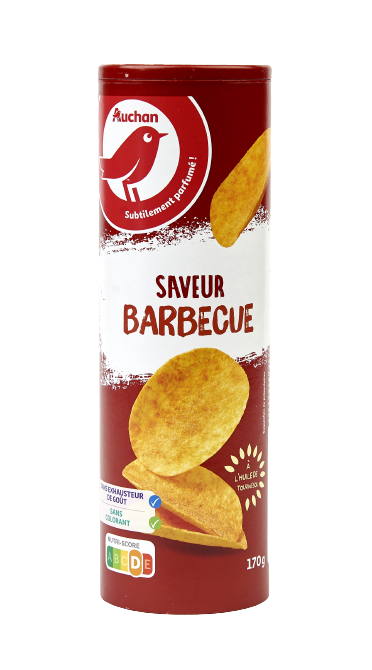 Auchan
Subtilement parfumé !
SAVEUR
BARBECUE
À
L'HUILE DE
TOURNESOL
SANS EXHAUSTEUR
DE GOÛT
SANS
COLORANT
NUTRI-SCORE
A B C D E
170g